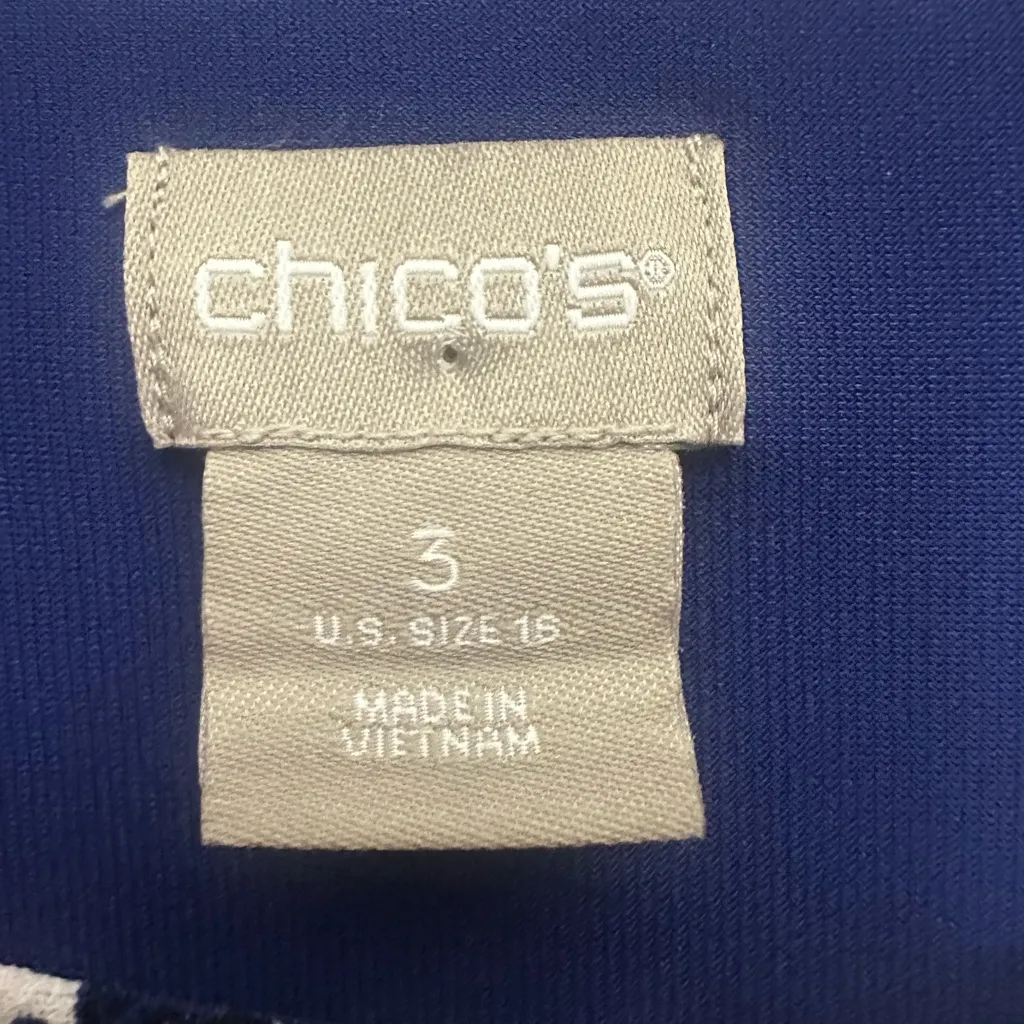 chico's®
3
U.S. SIZE 16
MADE IN
VIETNAM